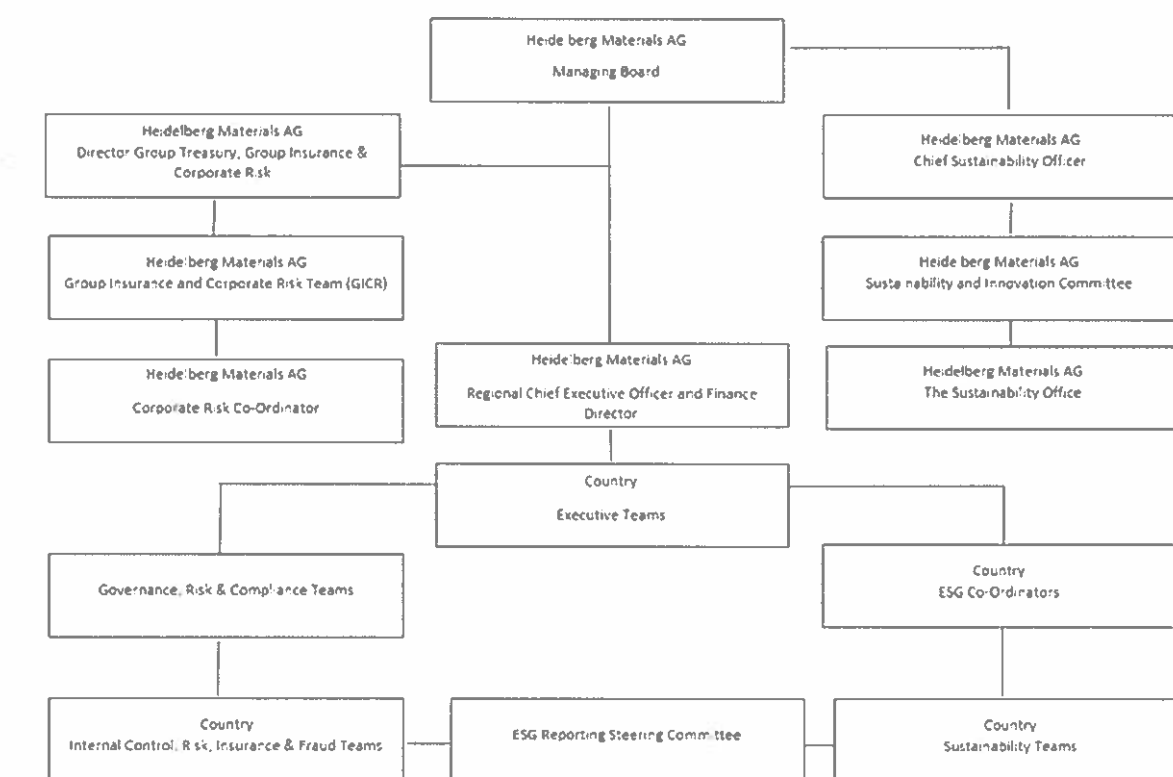 Heidelberg Materials AG
Managing Board
Heidelberg Materials AG
Director Group Treasury, Group Insurance &
Corporate Risk
Heidelberg Materials AG
Chief Sustainability Officer
Heidelberg Materials AG
Group Insurance and Corporate Risk Team (GICR)
Heidelberg Materials AG
Sustainability and Innovation Committee
Heidelberg Materials AG
Corporate Risk Co-Ordinator
Heidelberg Materials AG
Regional Chief Executive Officer and Finance
Director
Heidelberg Materials AG
The Sustainability Office
Country
Executive Teams
Governance, Risk & Compliance Teams
Country
ESG Co-Ordinators
Country
Internal Control, Risk, Insurance & Fraud Teams
ESG Reporting Steering Committee
Country
Sustainability Teams